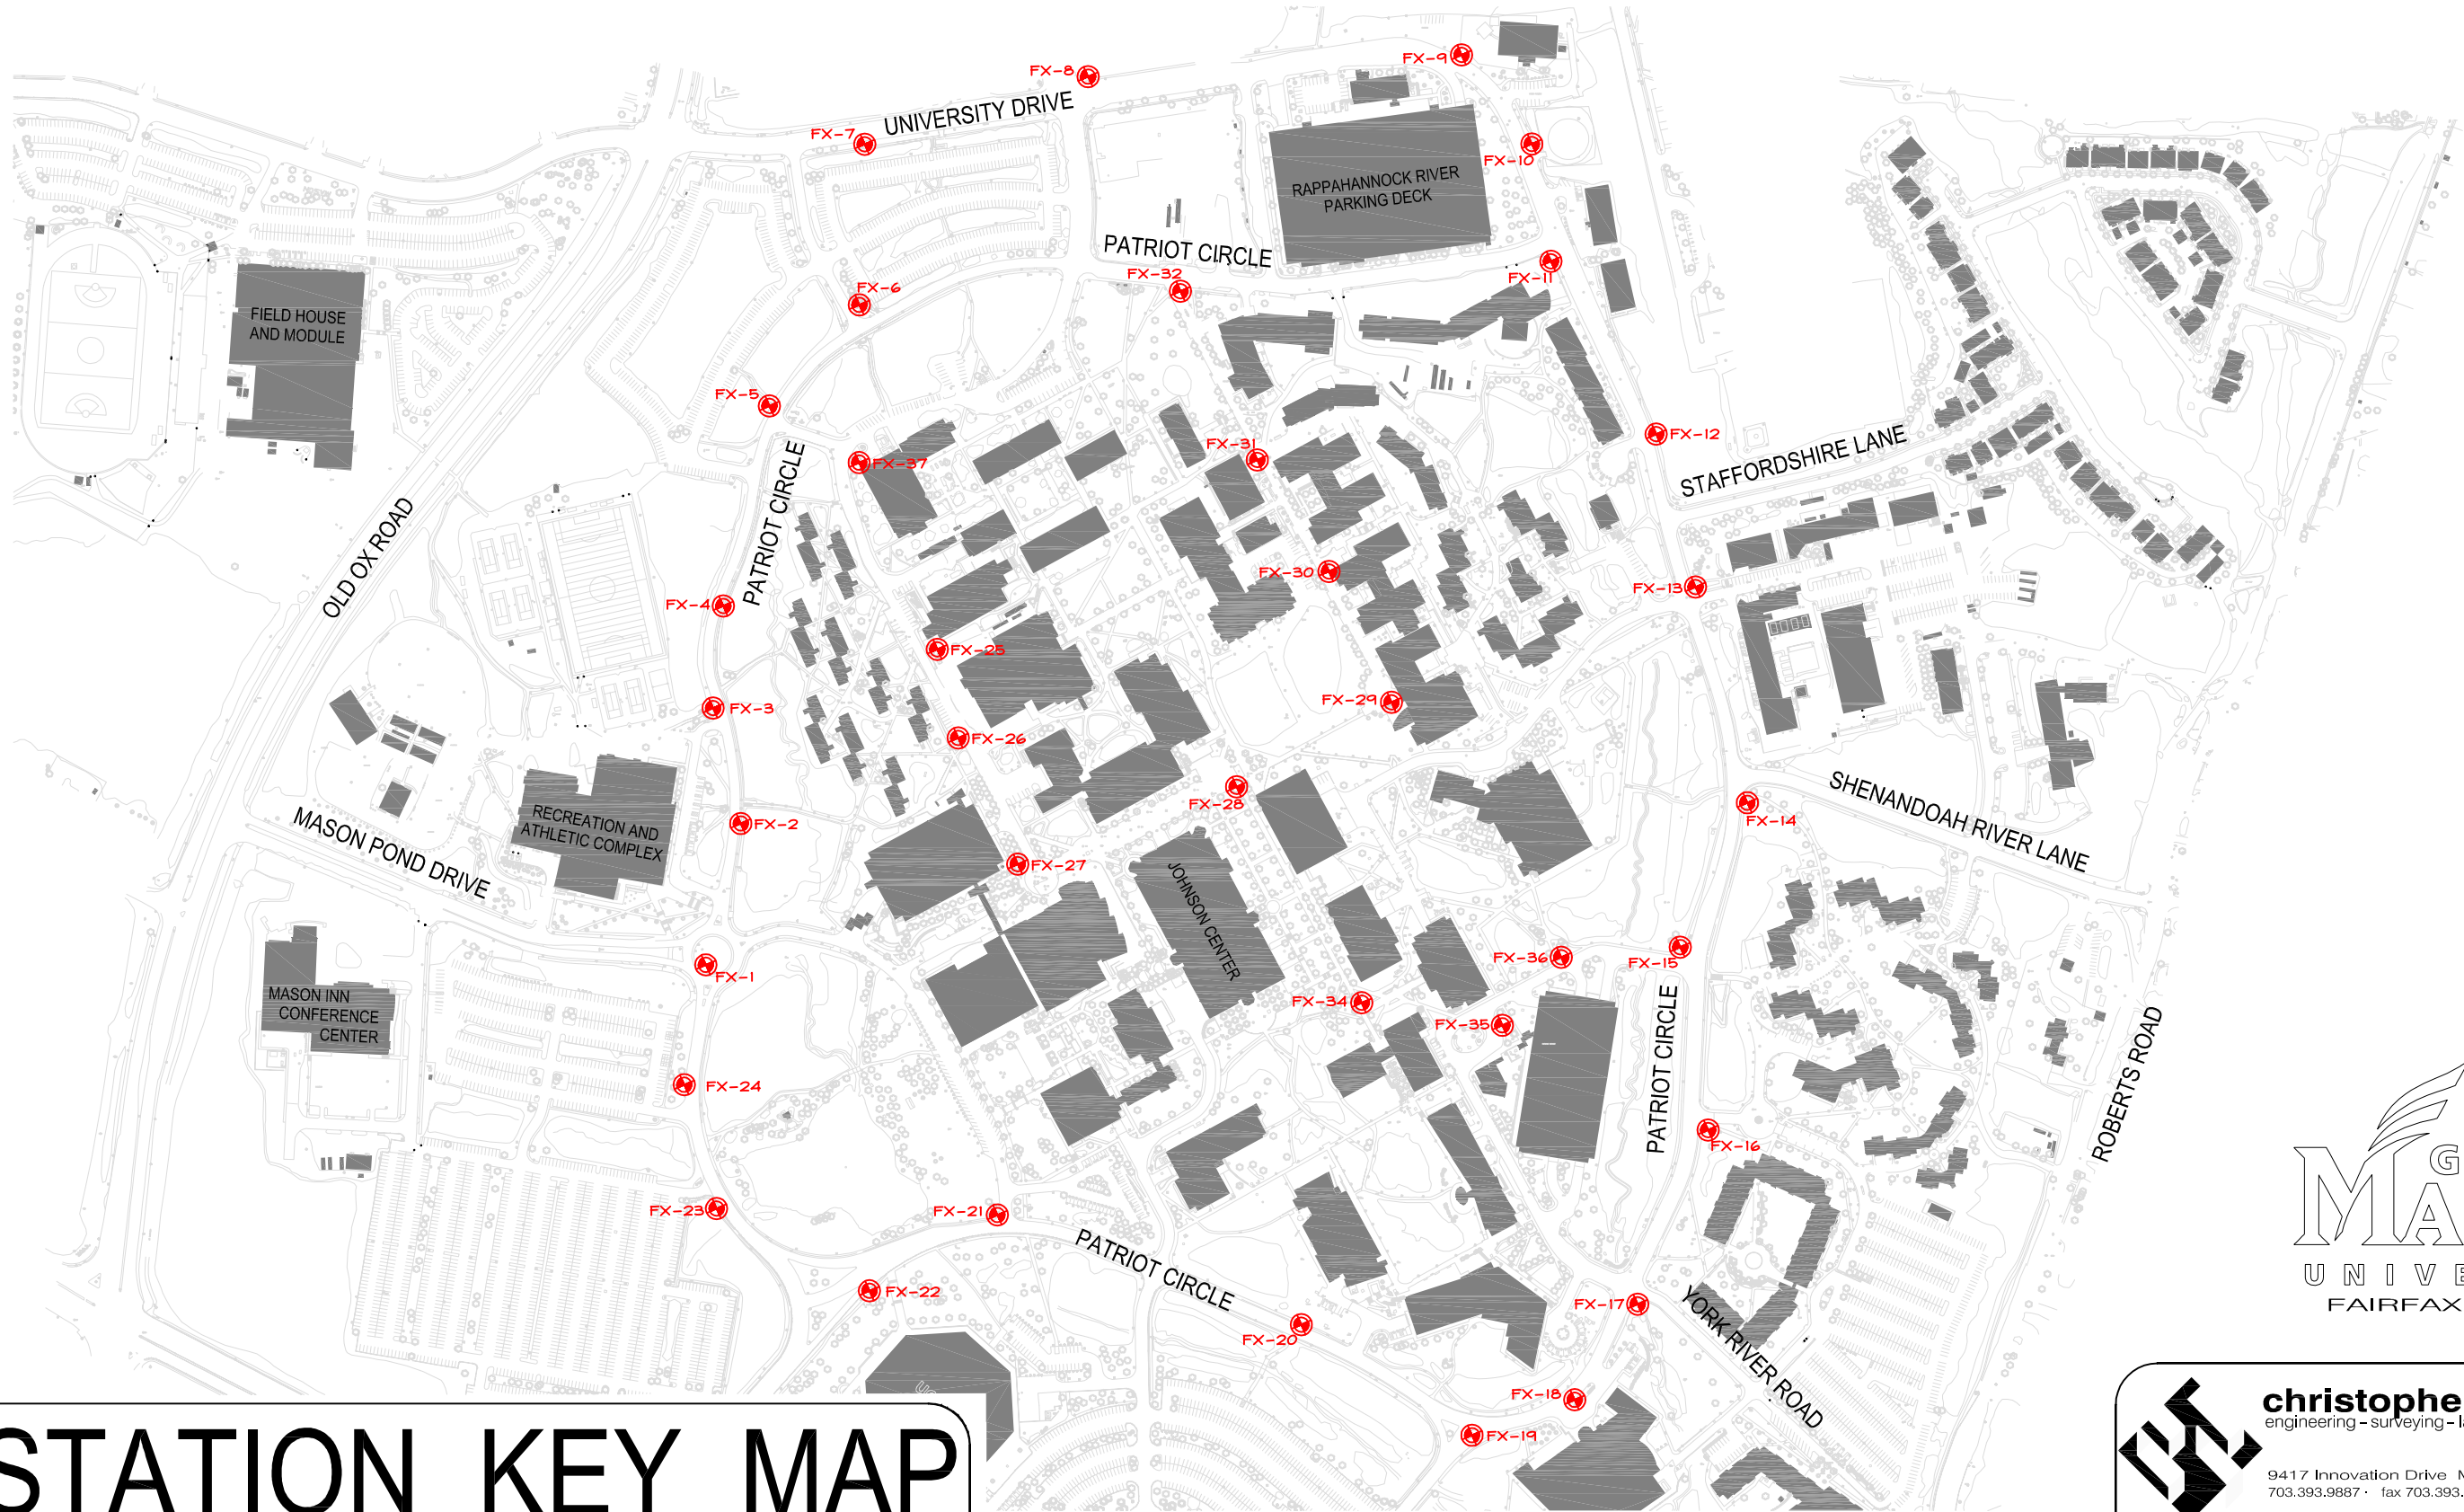 FX-9
FX-8
UNIVERSITY DRIVE
FX-7
FX-10
RAPPAHANNOCK RIVER
PARKING DECK
PATRIOT CIRCLE
FX-32
FX-11
FX-6
FIELD HOUSE
AND MODULE
FX-5
FX-12
FX-31
STAFFORDSHIRE LANE
FX-37
PATRIOT CIRCLE
OLD OX ROAD
FX-30
FX-13
FX-4
FX-25
FX-29
FX-3
FX-26
SHENANDOAH RIVER LANE
FX-28
FX-14
RECREATION AND
ATHLETIC COMPLEX
FX-2
MASON POND DRIVE
FX-27
JOHNSON CENTER
FX-36
FX-15
FX-1
MASON INN
CONFERENCE
CENTER
FX-34
FX-35
PATRIOT CIRCLE
ROBERTS ROAD
FX-24
FX-16
FX-23
FX-21
PATRIOT CIRCLE
FX-22
FX-17
YORK RIVER ROAD
FX-20
FX-18
FX-19
G
MA
UNIVE
FAIRFAX
STATION KEY MAP
christophe
engineering - surveying - l
9417 Innovation Drive M
703.393.9887 · fax 703.393.